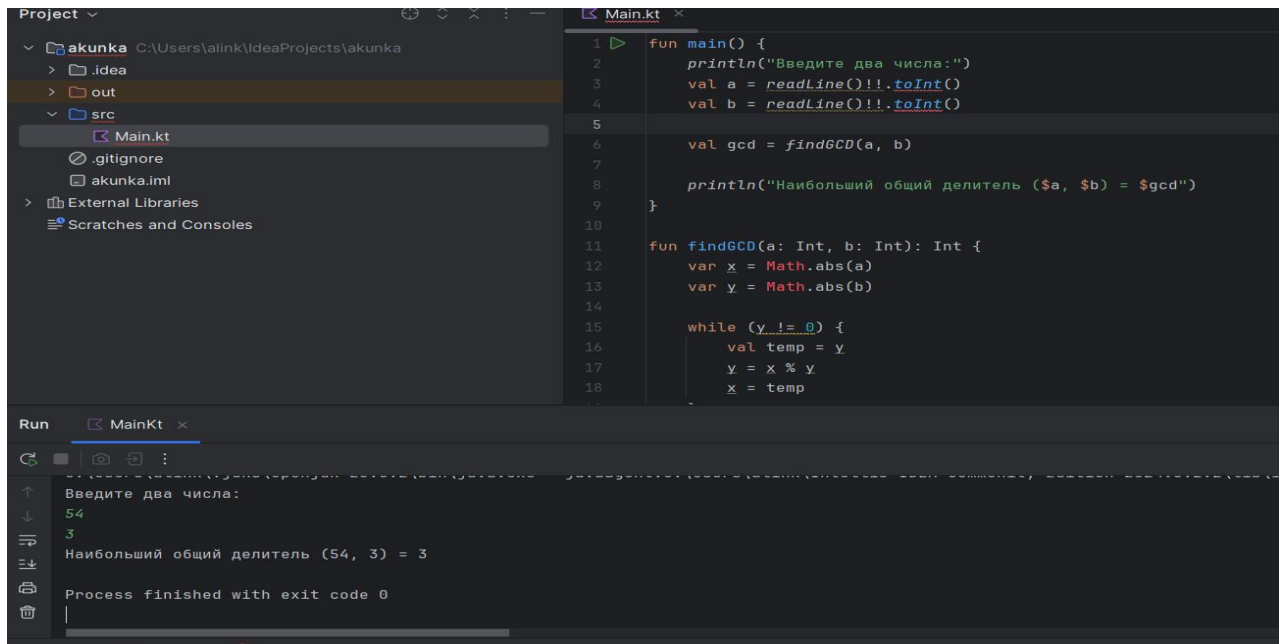 Project
Main.kt
akunka C:\Users\alink\IdeaProjects\akunka
.idea
out
src
Main.kt
.gitignore
akunka.iml
External Libraries
Scratches and Consoles
1 fun main() {
2 println("Введите два числа:")
3 val a = readLine()!!.toInt()
4 val b = readLine()!!.toInt()
5
6 val gcd = findGCD(a, b)
7
8 println("Наибольший общий делитель ($a, $b) = $gcd")
9 }
10
11 fun findGCD(a: Int, b: Int): Int {
12 var x = Math.abs(a)
13 var y = Math.abs(b)
14
15 while (y != 0) {
16 val temp = y
17 y = x % y
18 x = temp
Run MainKt
Введите два числа:
54
3
Наибольший общий делитель (54, 3) = 3
Process finished with exit code 0